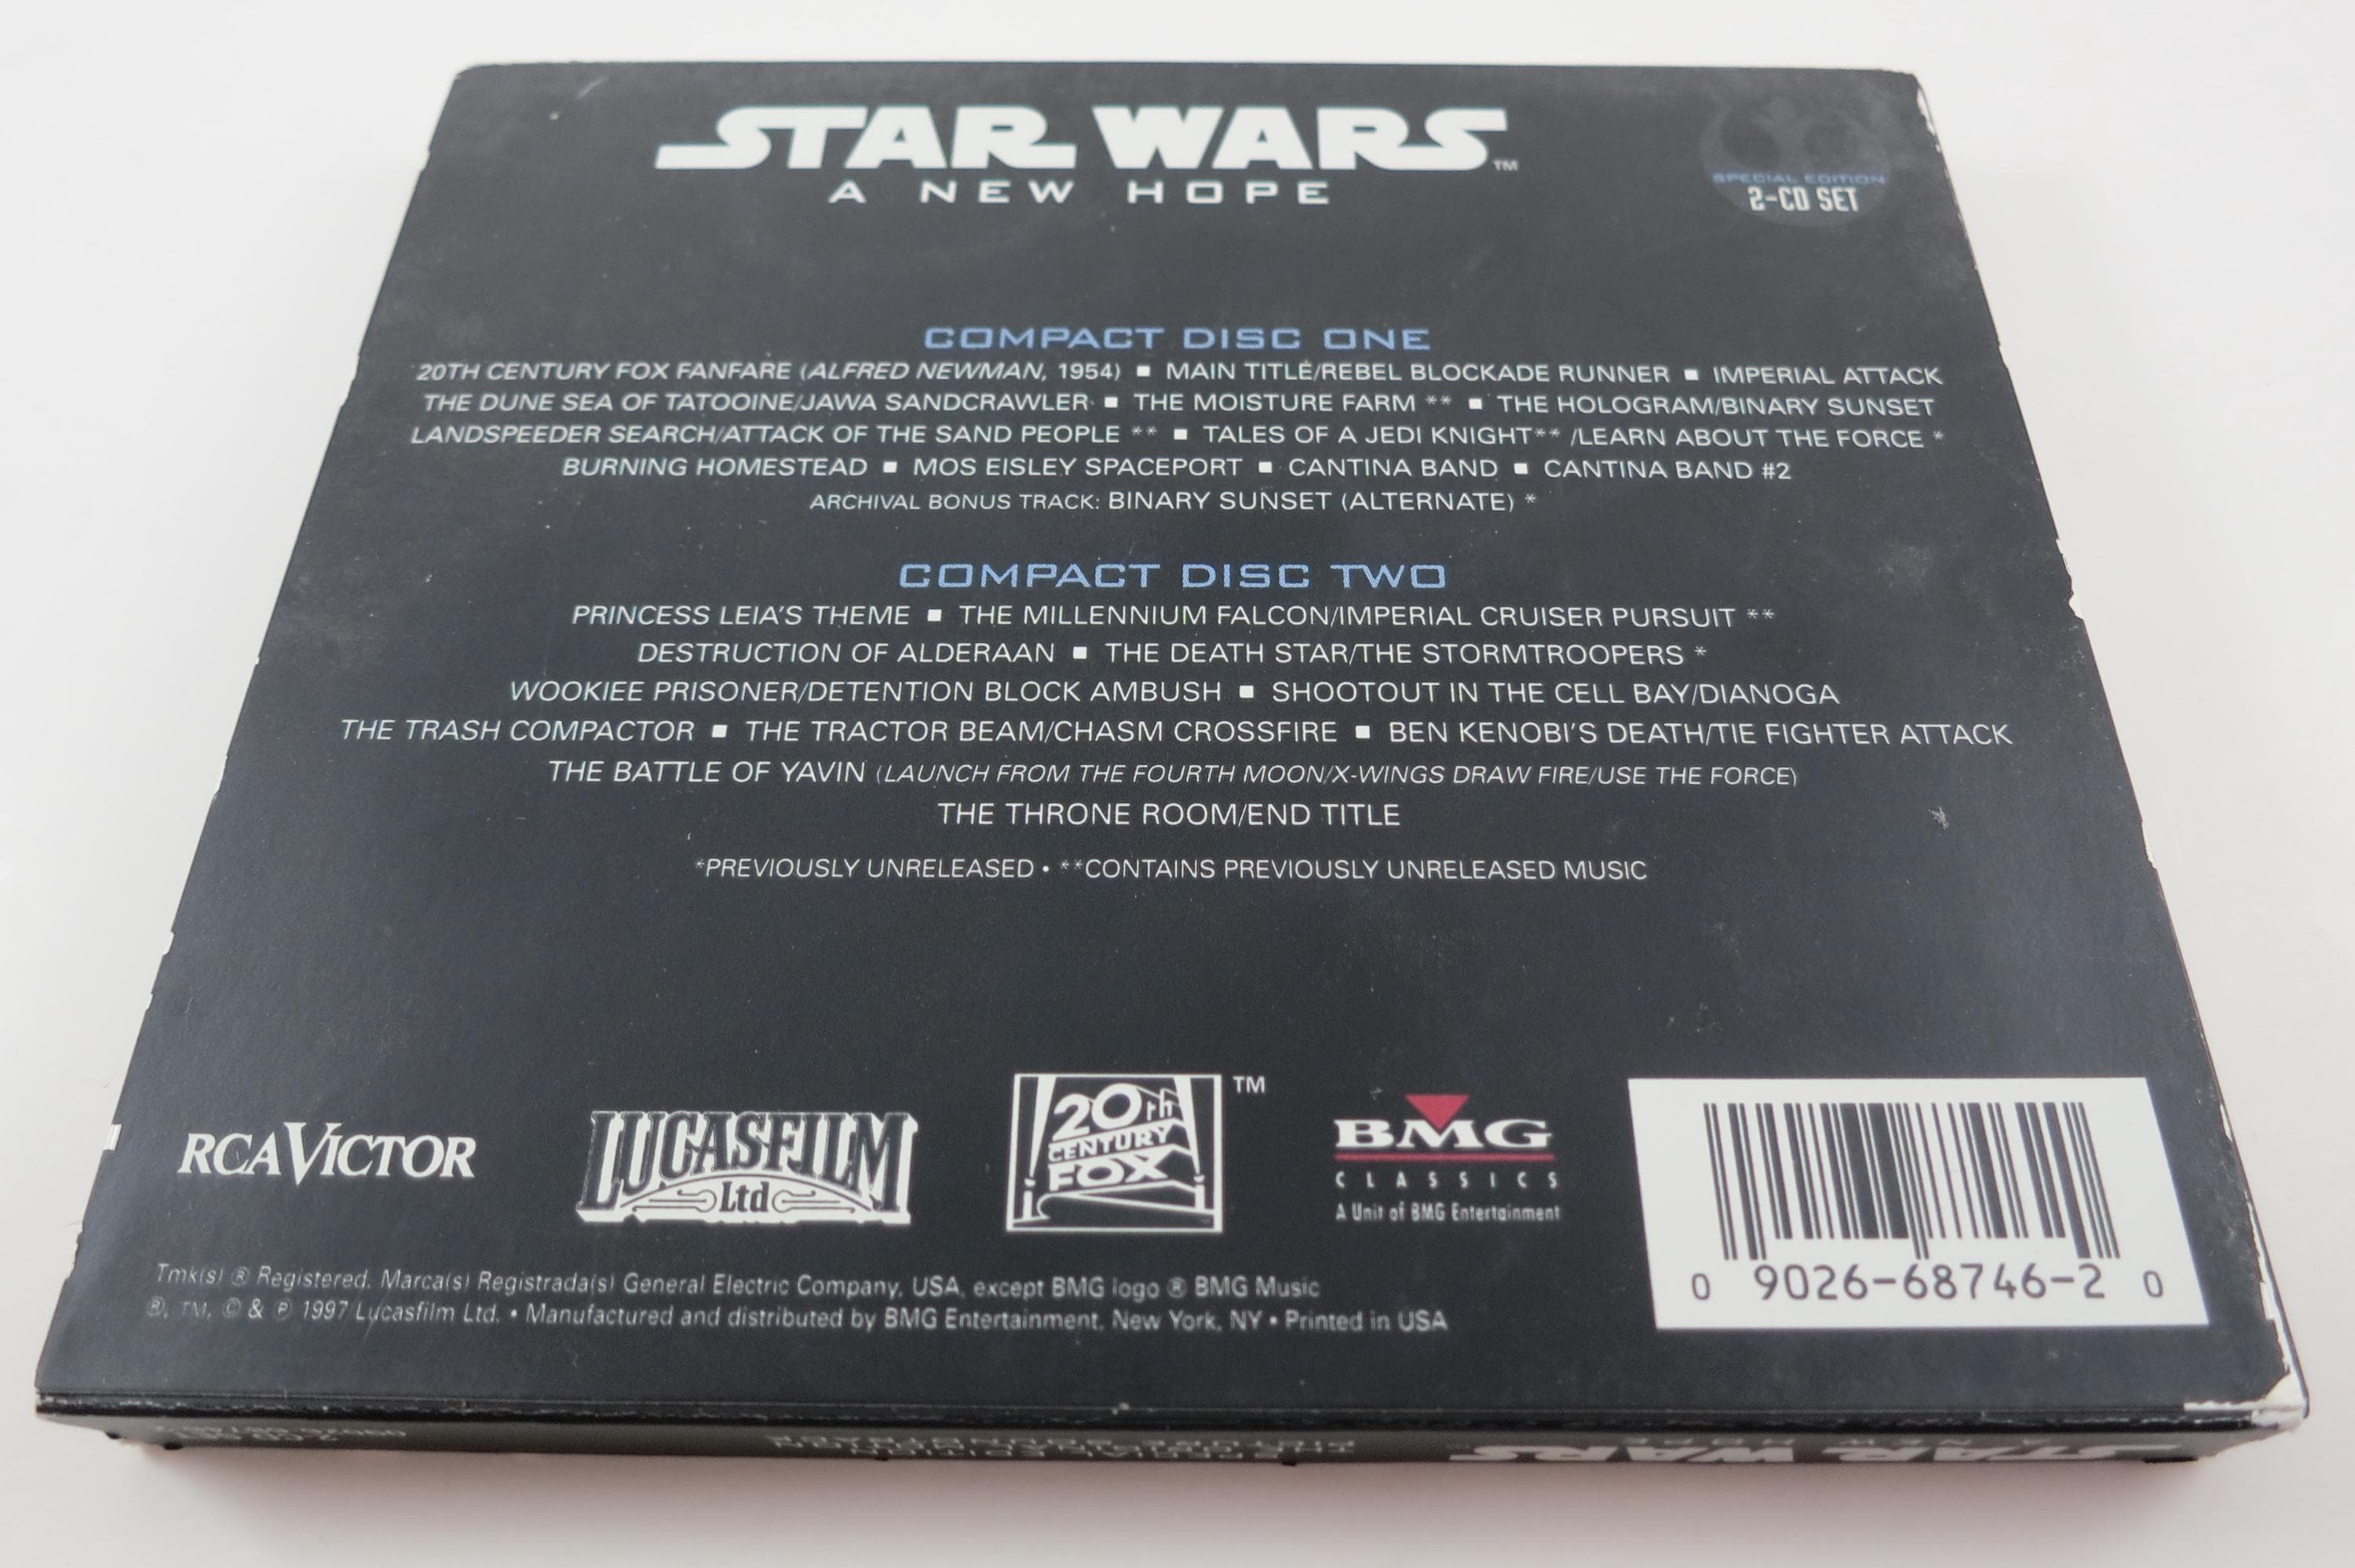 STAR WARS™
A NEW HOPE
SPECIAL EDITION
2-CD SET
COMPACT DISC ONE
20TH CENTURY FOX FANFARE (ALFRED NEWMAN, 1954) ■ MAIN TITLE/REBEL BLOCKADE RUNNER ■ IMPERIAL ATTACK
THE DUNE SEA OF TATOOINE/JAWA SANDCRAWLER ■ THE MOISTURE FARM ** ■ THE HOLOGRAM/BINARY SUNSET
LANDSPEEDER SEARCH/ATTACK OF THE SAND PEOPLE ** ■ TALES OF A JEDI KNIGHT** /LEARN ABOUT THE FORCE *
BURNING HOMESTEAD ■ MOS EISLEY SPACEPORT ■ CANTINA BAND ■ CANTINA BAND #2
ARCHIVAL BONUS TRACK: BINARY SUNSET (ALTERNATE) *
COMPACT DISC TWO
PRINCESS LEIA'S THEME ■ THE MILLENNIUM FALCON/IMPERIAL CRUISER PURSUIT **
DESTRUCTION OF ALDERAAN ■ THE DEATH STAR/THE STORMTROOPERS *
WOOKIEE PRISONER/DETENTION BLOCK AMBUSH ■ SHOOTOUT IN THE CELL BAY/DIANOGA
THE TRASH COMPACTOR ■ THE TRACTOR BEAM/CHASM CROSSFIRE ■ BEN KENOBI'S DEATH/TIE FIGHTER ATTACK
THE BATTLE OF YAVIN (LAUNCH FROM THE FOURTH MOON/X-WINGS DRAW FIRE/USE THE FORCE)
THE THRONE ROOM/END TITLE
*PREVIOUSLY UNRELEASED • **CONTAINS PREVIOUSLY UNRELEASED MUSIC
RCA VICTOR
LUCASFILM
Ltd
20th
CENTURY
FOX
TM
BMG
CLASSICS
A Unit of BMG Entertainment
0 9026-68746-2 0
Tmk(s) ® Registered. Marca(s) Registrada(s) General Electric Company, USA, except BMG logo ® BMG Music
®, TM, © & ℗ 1997 Lucasfilm Ltd. • Manufactured and distributed by BMG Entertainment, New York, NY • Printed in USA
STAR WARS
A NEW HOPE